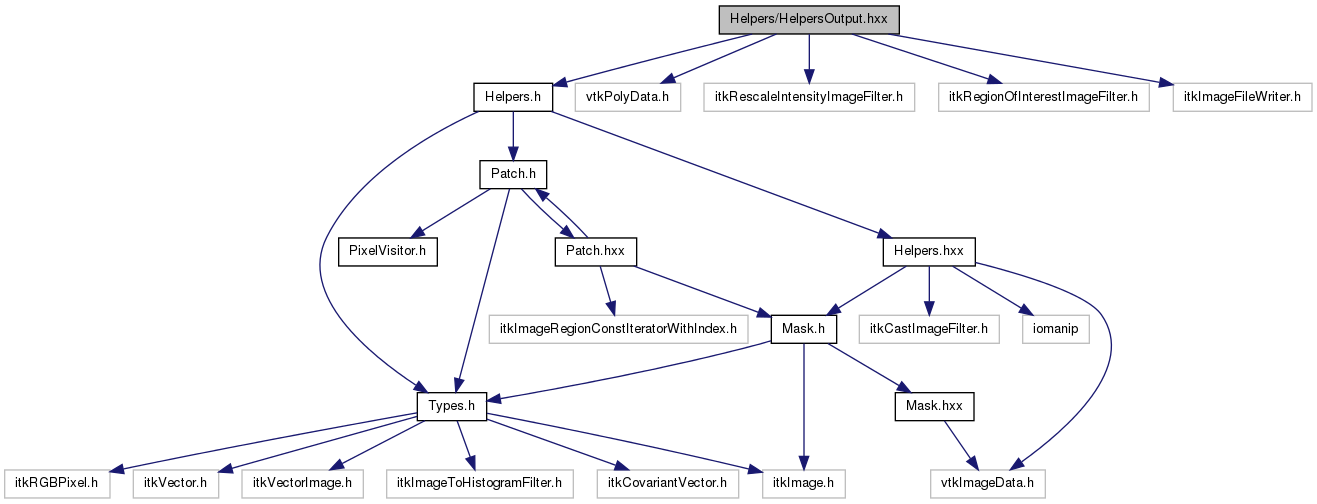 Helpers/HelpersOutput.hxx
Helpers.h
vtkPolyData.h
itkRescaleIntensityImageFilter.h
itkRegionOfInterestImageFilter.h
itkImageFileWriter.h
Patch.h
PixelVisitor.h
Patch.hxx
Helpers.hxx
itkImageRegionConstIteratorWithIndex.h
Mask.h
itkCastImageFilter.h
iomanip
Types.h
Mask.hxx
itkRGBPixel.h
itkVector.h
itkVectorImage.h
itkImageToHistogramFilter.h
itkCovariantVector.h
itkImage.h
vtkImageData.h